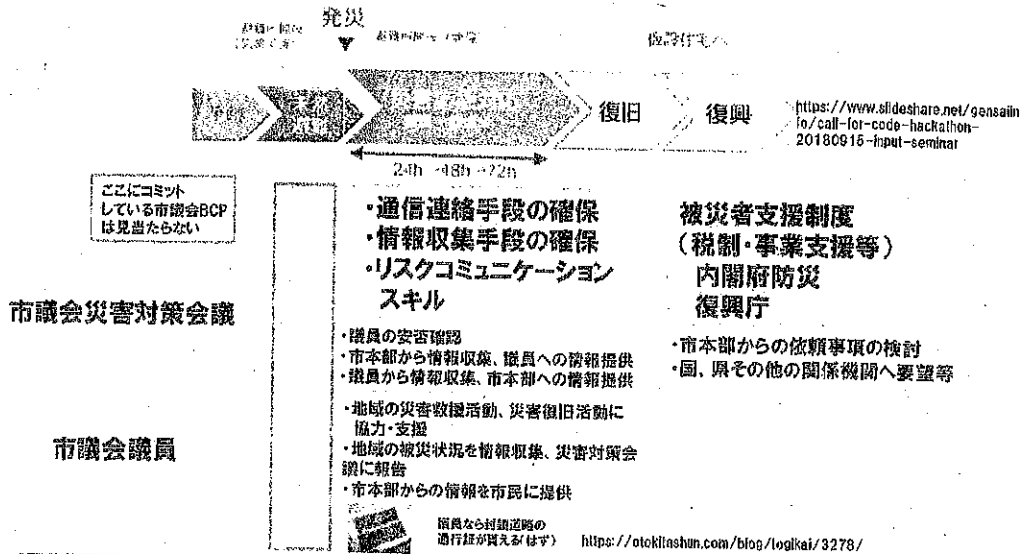 発災
仮設住宅へ
復旧
復興
https://www.slideshare.net/gensaiin
fo/call-for-code-hackathon-
20180915-input-seminar
24h→48h→72h
ここにコミット
している市議会BCP
は見当たらない
・通信連絡手段の確保
・情報収集手段の確保
・リスクコミュニケーション
スキル
被災者支援制度
（税制・事業支援等）
内閣府防災
復興庁
市議会災害対策会議
・議員の安否確認
・市本部から情報収集、議員への情報提供
・議員から情報収集、市本部への情報提供
・市本部からの依頼事項の検討
・国、県その他の関係機関へ要望等
市議会議員
・地域の災害救援活動、災害復旧活動に
協力・支援
・地域の被災状況を情報収集、災害対策会
議に報告
・市本部からの情報を市民に提供
議員なら封鎖道路の
通行証が貰える（はず）
https://otokitashun.com/blog/togikai/3278/